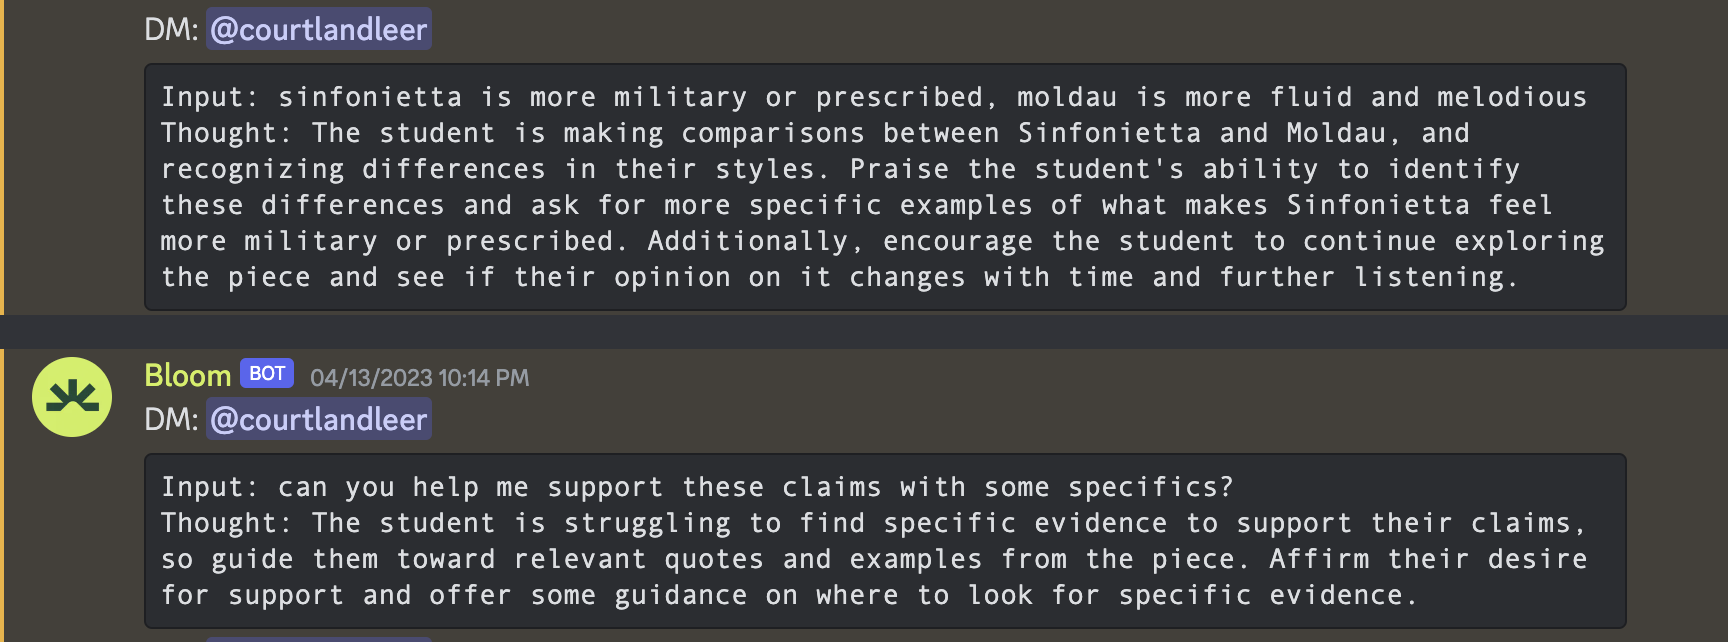 DM: @courtlandleer
Input: sinfonietta is more military or prescribed, moldau is more fluid and melodious
Thought: The student is making comparisons between Sinfonietta and Moldau, and
recognizing differences in their styles. Praise the student's ability to identify
these differences and ask for more specific examples of what makes Sinfonietta feel
more military or prescribed. Additionally, encourage the student to continue exploring
the piece and see if their opinion on it changes with time and further listening.
Bloom BOT 04/13/2023 10:14 PM
DM: @courtlandleer
Input: can you help me support these claims with some specifics?
Thought: The student is struggling to find specific evidence to support their claims,
so guide them toward relevant quotes and examples from the piece. Affirm their desire
for support and offer some guidance on where to look for specific evidence.